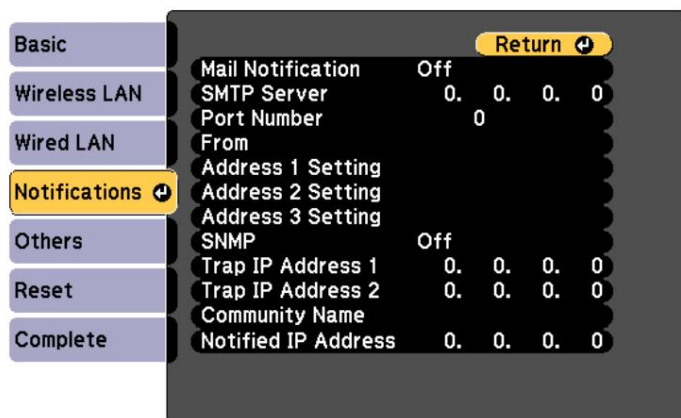 Basic
Wireless LAN
Wired LAN
Notifications
Others
Reset
Complete
Return
Mail Notification Off
SMTP Server 0. 0. 0. 0
Port Number 0
From
Address 1 Setting
Address 2 Setting
Address 3 Setting
SNMP Off
Trap IP Address 1 0. 0. 0. 0
Trap IP Address 2 0. 0. 0. 0
Community Name
Notified IP Address 0. 0. 0. 0